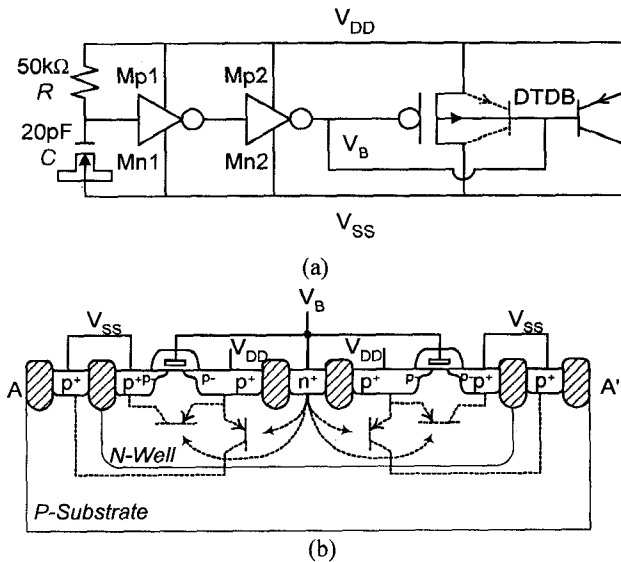 V_DD
50kΩ
R
Mp1
Mp2
DTDB
20pF
C
Mn1
Mn2
V_B
V_SS
(a)
V_B
V_SS
V_DD
V_DD
V_SS
A
p+
p+
p-
p-
p+
n+
p+
p-
p-
p+
p+
A'
N-Well
P-Substrate
(b)